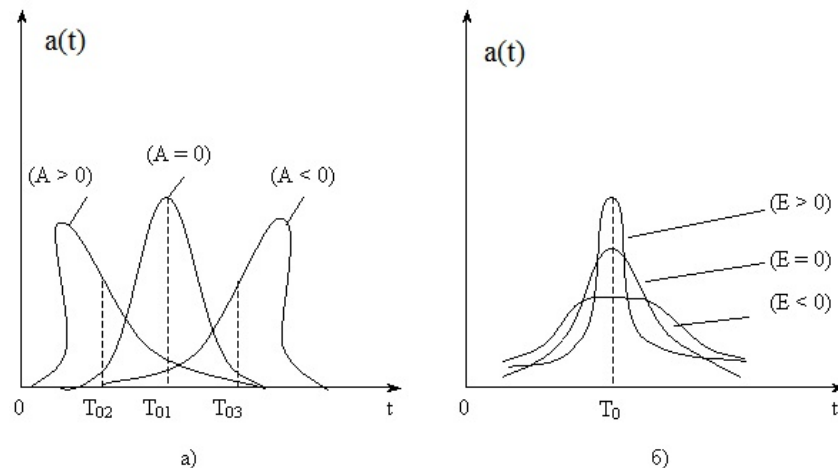 a(t)
(A > 0)
(A = 0)
(A < 0)
0
T02
T01
T03
t
а)
a(t)
(E > 0)
(E = 0)
(E < 0)
0
T0
t
б)